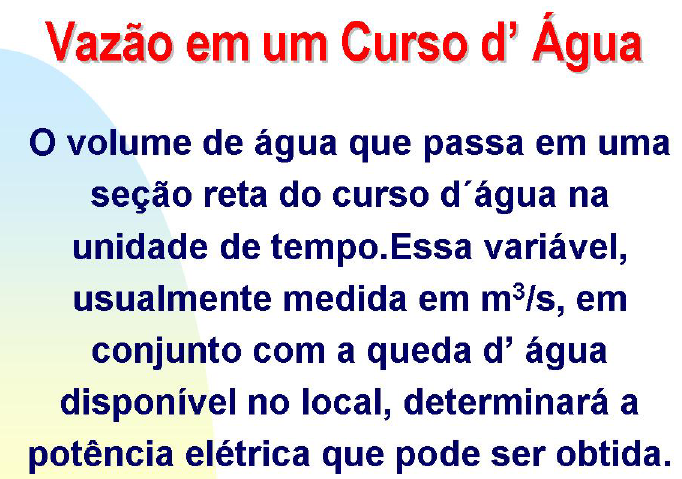 Vazão em um Curso d’ Água
O volume de água que passa em uma
seção reta do curso d´água na
unidade de tempo.Essa variável,
usualmente medida em m³/s, em
conjunto com a queda d’ água
disponível no local, determinará a
potência elétrica que pode ser obtida.